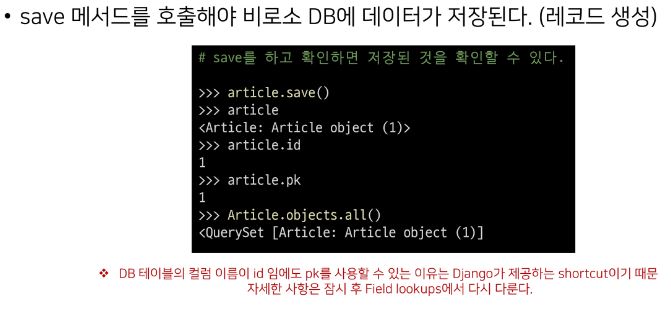 • save 메서드를 호출해야 비로소 DB에 데이터가 저장된다. (레코드 생성)
# save를 하고 확인하면 저장된 것을 확인할 수 있다.
>>> article.save()
>>> article
<Article: Article object (1)>
>>> article.id
1
>>> article.pk
1
>>> Article.objects.all()
<QuerySet [Article: Article object (1)]
❖ DB 테이블의 컬럼 이름이 id 임에도 pk를 사용할 수 있는 이유는 Django가 제공하는 shortcut이기 때문
자세한 사항은 잠시 후 Field lookups에서 다시 다룬다.